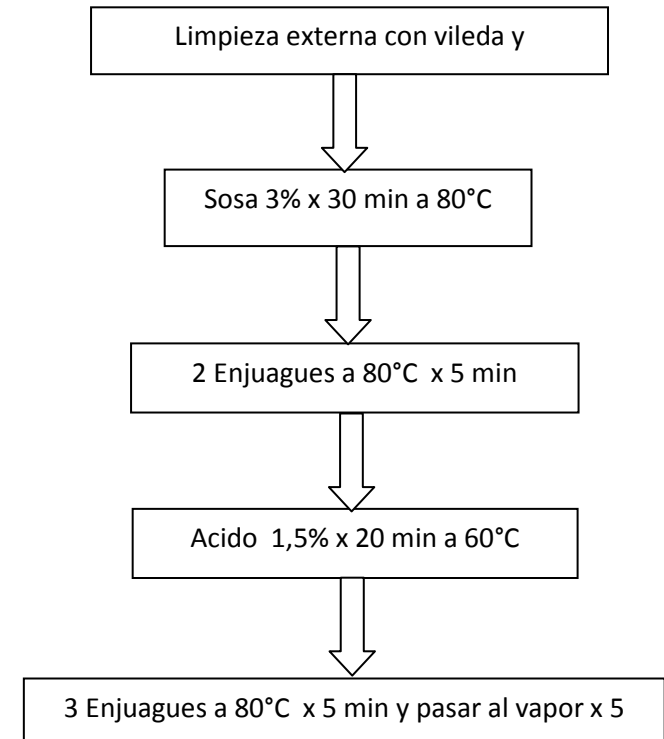 Limpieza externa con vileda y
Sosa 3% x 30 min a 80°C
2 Enjuagues a 80°C x 5 min
Acido 1,5% x 20 min a 60°C
3 Enjuagues a 80°C x 5 min y pasar al vapor x 5